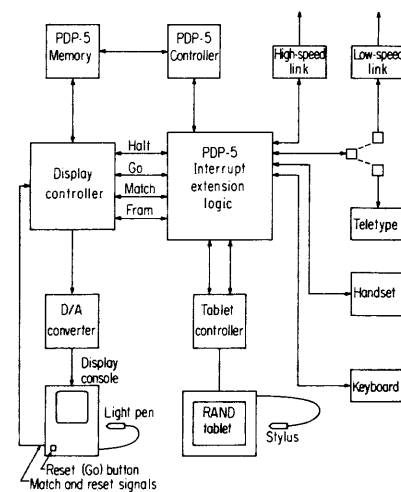 PDP-5
Memory
PDP-5
Controller
High-speed
link
Low-speed
link
Display
controller
Halt
Go
Match
Fram
PDP-5
Interrupt
extension
logic
Teletype
Handset
Keyboard
D/A
converter
Tablet
controller
Display
console
Light pen
RAND
tablet
Stylus
Reset (Go) button
Match and reset signals